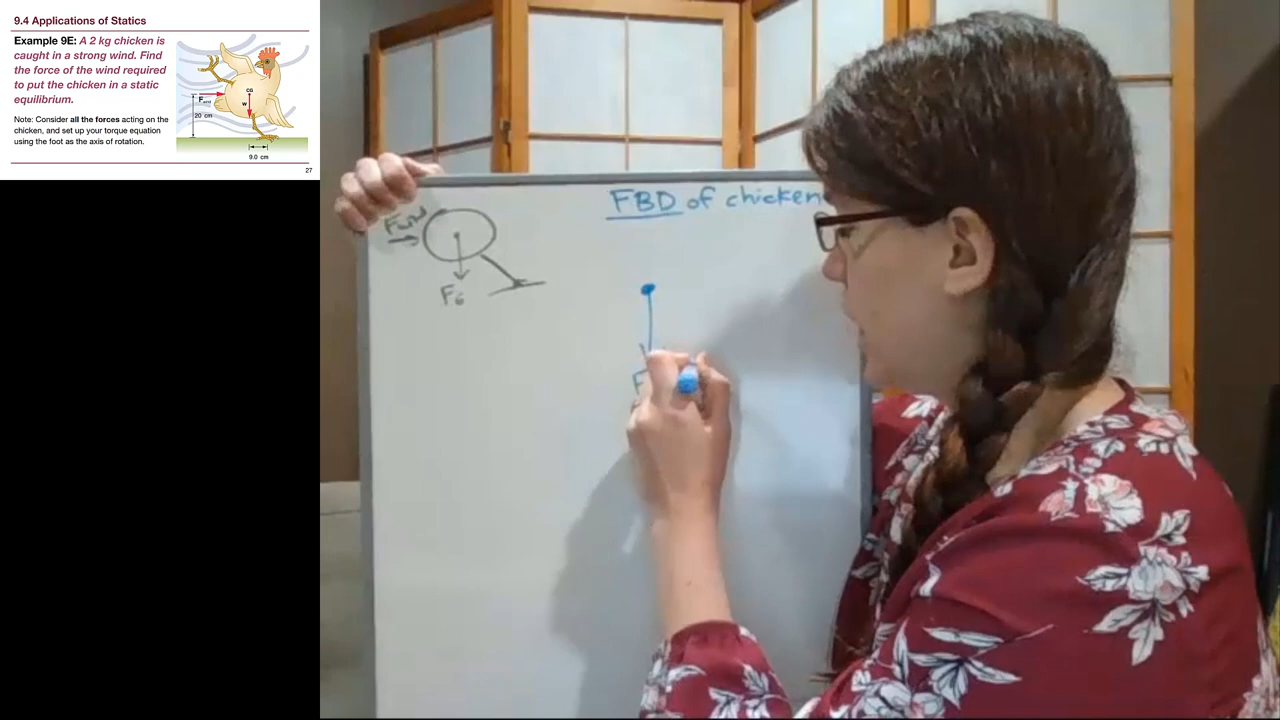 9.4 Applications of Statics
Example 9E: A 2 kg chicken is
caught in a strong wind. Find
the force of the wind required
to put the chicken in a static
equilibrium.
Note: Consider all the forces acting on the
chicken, and set up your torque equation
using the foot as the axis of rotation.
CG
w
Fwind
20 cm
9.0 cm
27
FBD of chicken
FG
F